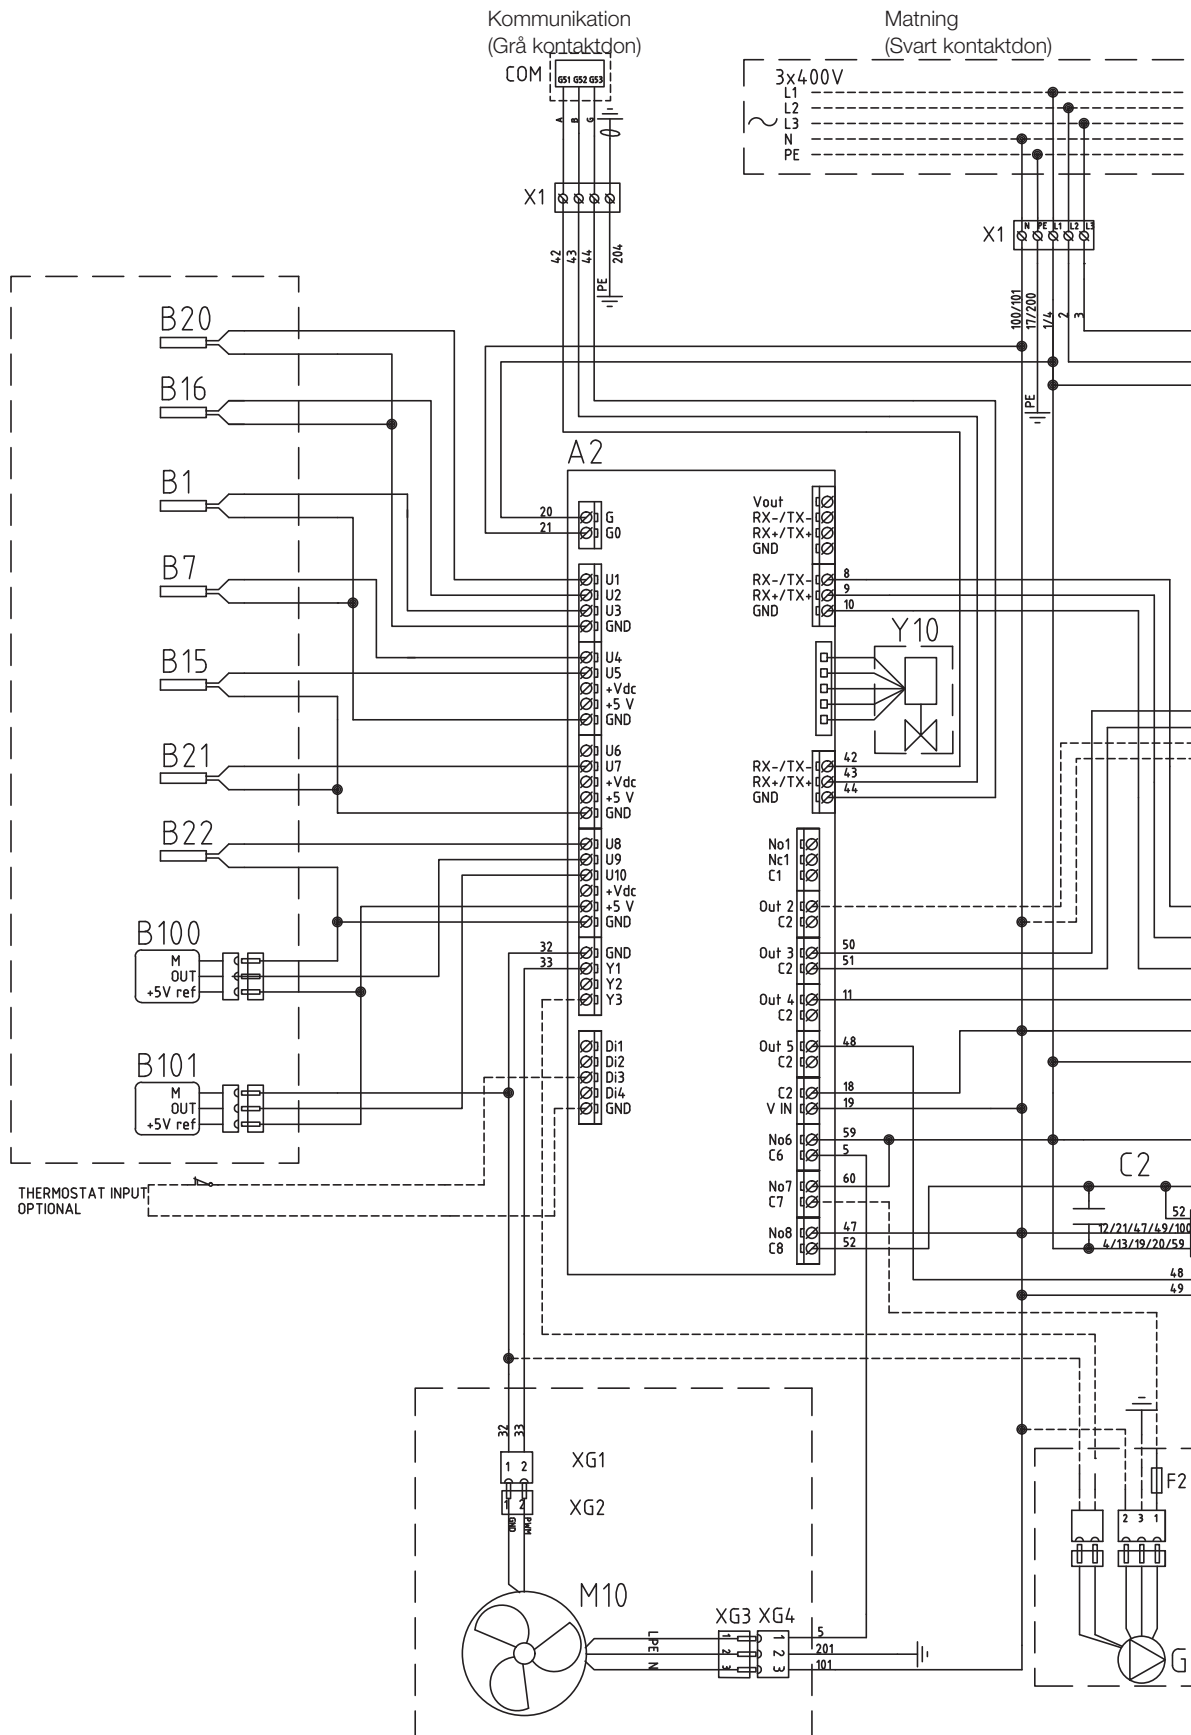 Kommunikation
(Grå kontaktdon)
Matning
(Svart kontaktdon)
COM
G51 G52 G53
A B G
X1
42 43 44 PE 204
3x400V
L1
L2
L3
N
PE
X1
N PE L1 L2 L3
100/101 17/200 1/4 2 3
PE
B20
B16
B1
B7
B15
B21
B22
B100
M
OUT
+5V ref
B101
M
OUT
+5V ref
THERMOSTAT INPUT
OPTIONAL
A2
20 G
21 G0
U1
U2
U3
GND
U4
U5
+Vdc
+5 V
GND
U6
U7
+Vdc
+5 V
GND
U8
U9
U10
+Vdc
+5 V
GND
32 GND
33 Y1
Y2
Y3
Di1
Di2
Di3
Di4
GND
Vout
RX-/TX-
RX+/TX+
GND
RX-/TX- 8
RX+/TX+ 9
GND 10
Y10
RX-/TX- 42
RX+/TX+ 43
GND 44
No1
Nc1
C1
Out 2
C2
Out 3 50
C2 51
Out 4 11
C2
Out 5 48
C2
C2 18
V IN 19
No6 59
C6 5
No7 60
C7
No8 47
C8 52
C2
52
12/21/47/49/100
4/13/19/20/59
48
49
32 33
1 2 XG1
1 2 XG2
GND PWM
M10
L PE N
XG3 XG4
1 1 5
2 2 201
3 3 101
F2
2 3 1
G